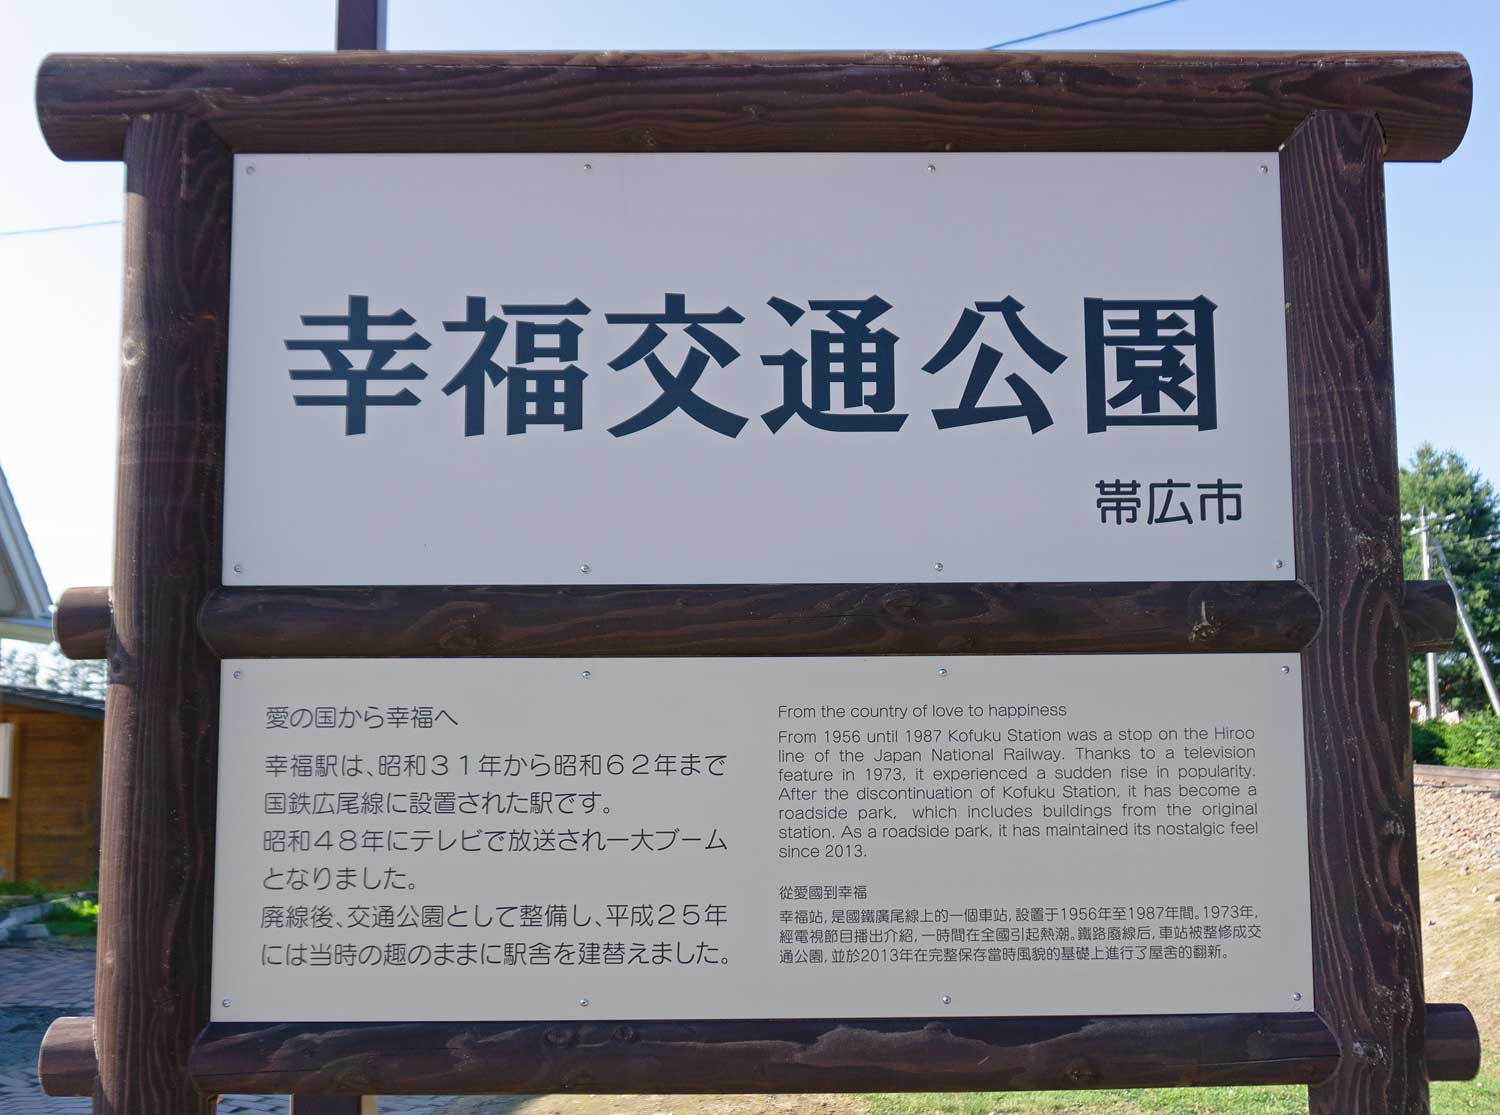 幸福交通公園
帯広市
愛の国から幸福へ
幸福駅は、昭和３１年から昭和６２年まで
国鉄広尾線に設置された駅です。
昭和４８年にテレビで放送され一大ブーム
となりました。
廃線後、交通公園として整備し、平成２５年
には当時の趣のままに駅舎を建替えました。
From the country of love to happiness
From 1956 until 1987 Kofuku Station was a stop on the Hiroo
line of the Japan National Railway. Thanks to a television
feature in 1973, it experienced a sudden rise in popularity.
After the discontinuation of Kofuku Station, it has become a
roadside park, which includes buildings from the original
station. As a roadside park, it has maintained its nostalgic feel
since 2013.
從愛國到幸福
幸福站，是國鐵廣尾線上的一個車站，設置于1956年至1987年間。1973年，
經電視節目播出介紹，一時間在全國引起熱潮。鐵路廢線后，車站被整修成交
通公園，並於2013年在完整保存當時風貌的基礎上進行了屋舍的翻新。